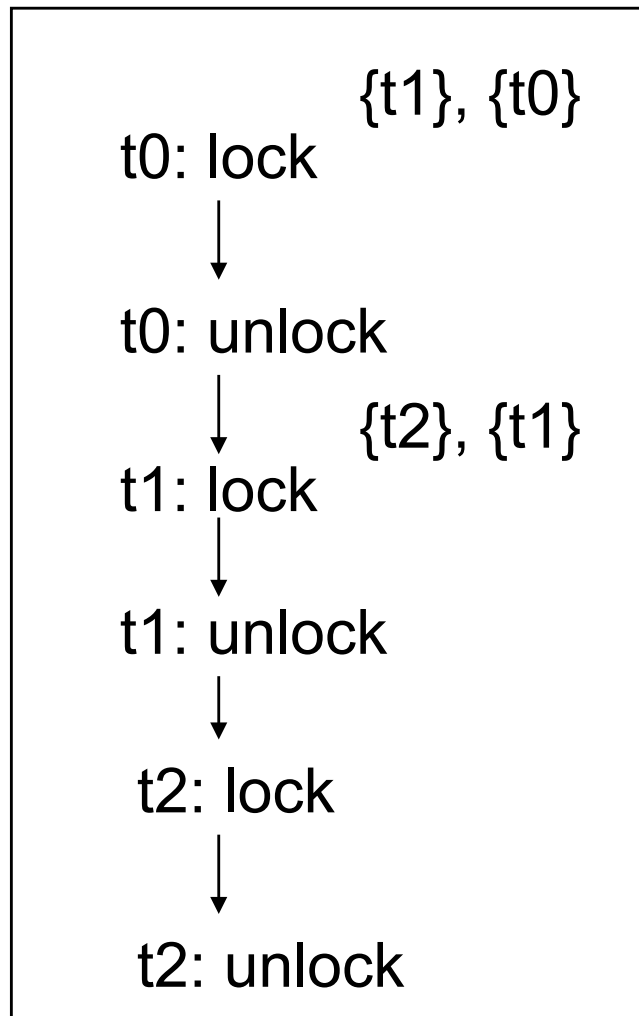 {t1}, {t0}
t0: lock
t0: unlock
{t2}, {t1}
t1: lock
t1: unlock
t2: lock
t2: unlock